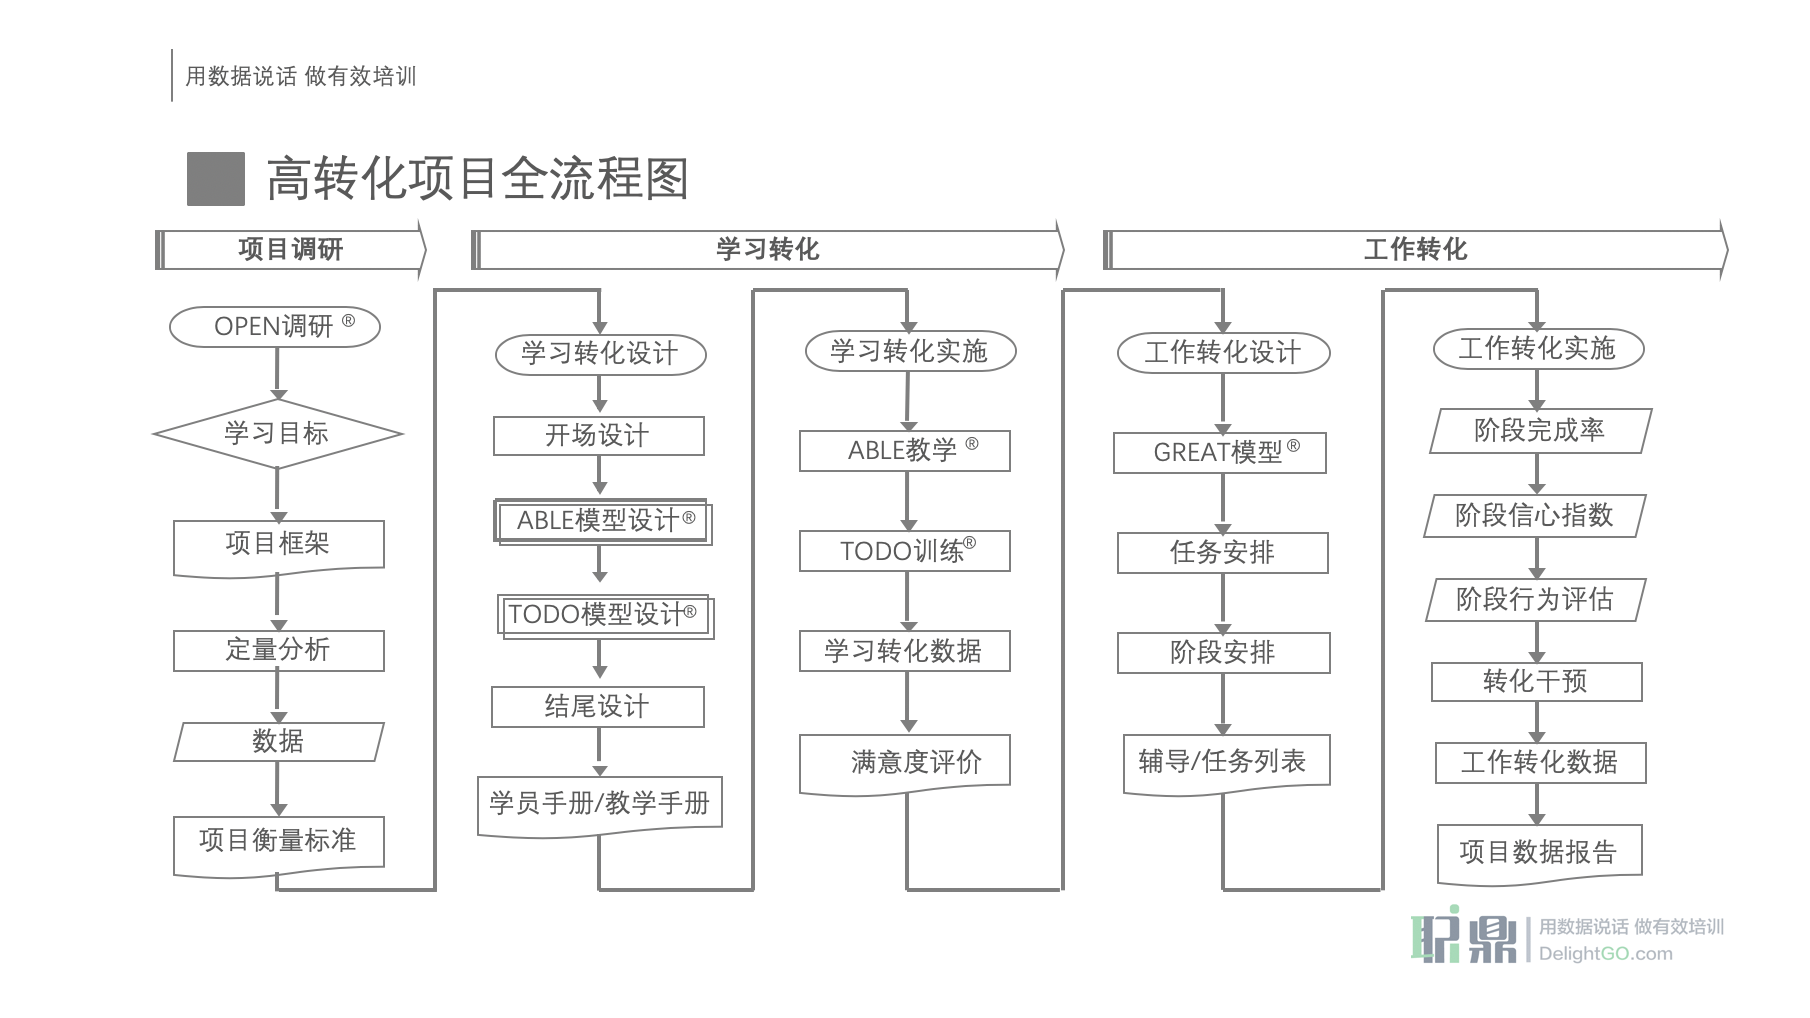 用数据说话 做有效培训
高转化项目全流程图
项目调研
学习转化
工作转化
OPEN调研 ®
学习目标
项目框架
定量分析
数据
项目衡量标准
学习转化设计
开场设计
ABLE模型设计®
TODO模型设计®
结尾设计
学员手册/教学手册
学习转化实施
ABLE教学 ®
TODO训练®
学习转化数据
满意度评价
工作转化设计
GREAT模型®
任务安排
阶段安排
辅导/任务列表
工作转化实施
阶段完成率
阶段信心指数
阶段行为评估
转化干预
工作转化数据
项目数据报告
职鼎
用数据说话 做有效培训
DelightGO.com